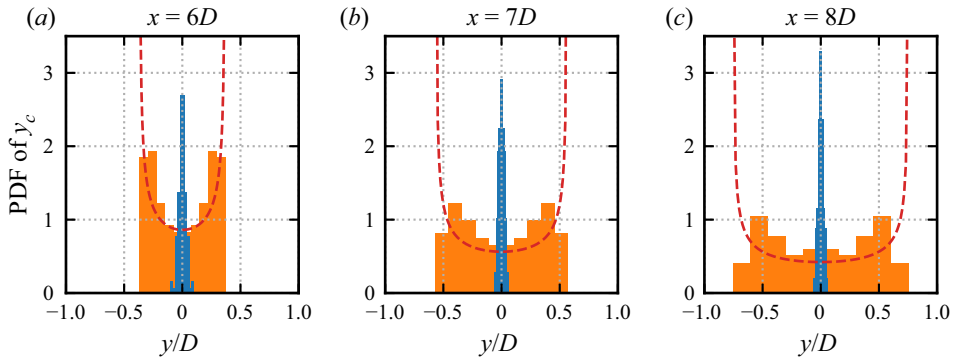 (a) x = 6D (b) x = 7D (c) x = 8D
3 3 3
2 2 2
1 1 1
0 0 0
PDF of y_c
−1.0 −0.5 0 0.5 1.0 −1.0 −0.5 0 0.5 1.0 −1.0 −0.5 0 0.5 1.0
y/D y/D y/D